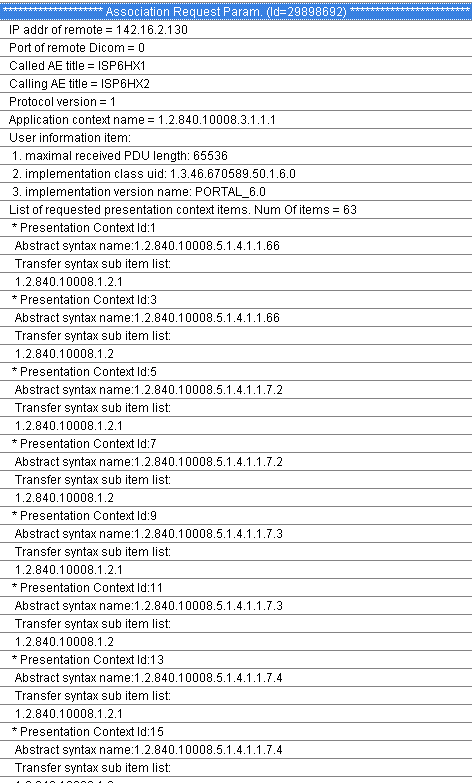 ******************** Association Request Param. (Id=29898692) ************************
IP addr of remote = 142.16.2.130
Port of remote Dicom = 0
Called AE title = ISP6HX1
Calling AE title = ISP6HX2
Protocol version = 1
Application context name = 1.2.840.10008.3.1.1.1
User information item:
1. maximal received PDU length: 65536
2. implementation class uid: 1.3.46.670589.50.1.6.0
3. implementation version name: PORTAL_6.0
List of requested presentation context items. Num Of items = 63
* Presentation Context Id:1
Abstract syntax name:1.2.840.10008.5.1.4.1.1.66
Transfer syntax sub item list:
1.2.840.10008.1.2.1
* Presentation Context Id:3
Abstract syntax name:1.2.840.10008.5.1.4.1.1.66
Transfer syntax sub item list:
1.2.840.10008.1.2
* Presentation Context Id:5
Abstract syntax name:1.2.840.10008.5.1.4.1.1.7.2
Transfer syntax sub item list:
1.2.840.10008.1.2.1
* Presentation Context Id:7
Abstract syntax name:1.2.840.10008.5.1.4.1.1.7.2
Transfer syntax sub item list:
1.2.840.10008.1.2
* Presentation Context Id:9
Abstract syntax name:1.2.840.10008.5.1.4.1.1.7.3
Transfer syntax sub item list:
1.2.840.10008.1.2.1
* Presentation Context Id:11
Abstract syntax name:1.2.840.10008.5.1.4.1.1.7.3
Transfer syntax sub item list:
1.2.840.10008.1.2
* Presentation Context Id:13
Abstract syntax name:1.2.840.10008.5.1.4.1.1.7.4
Transfer syntax sub item list:
1.2.840.10008.1.2.1
* Presentation Context Id:15
Abstract syntax name:1.2.840.10008.5.1.4.1.1.7.4
Transfer syntax sub item list: